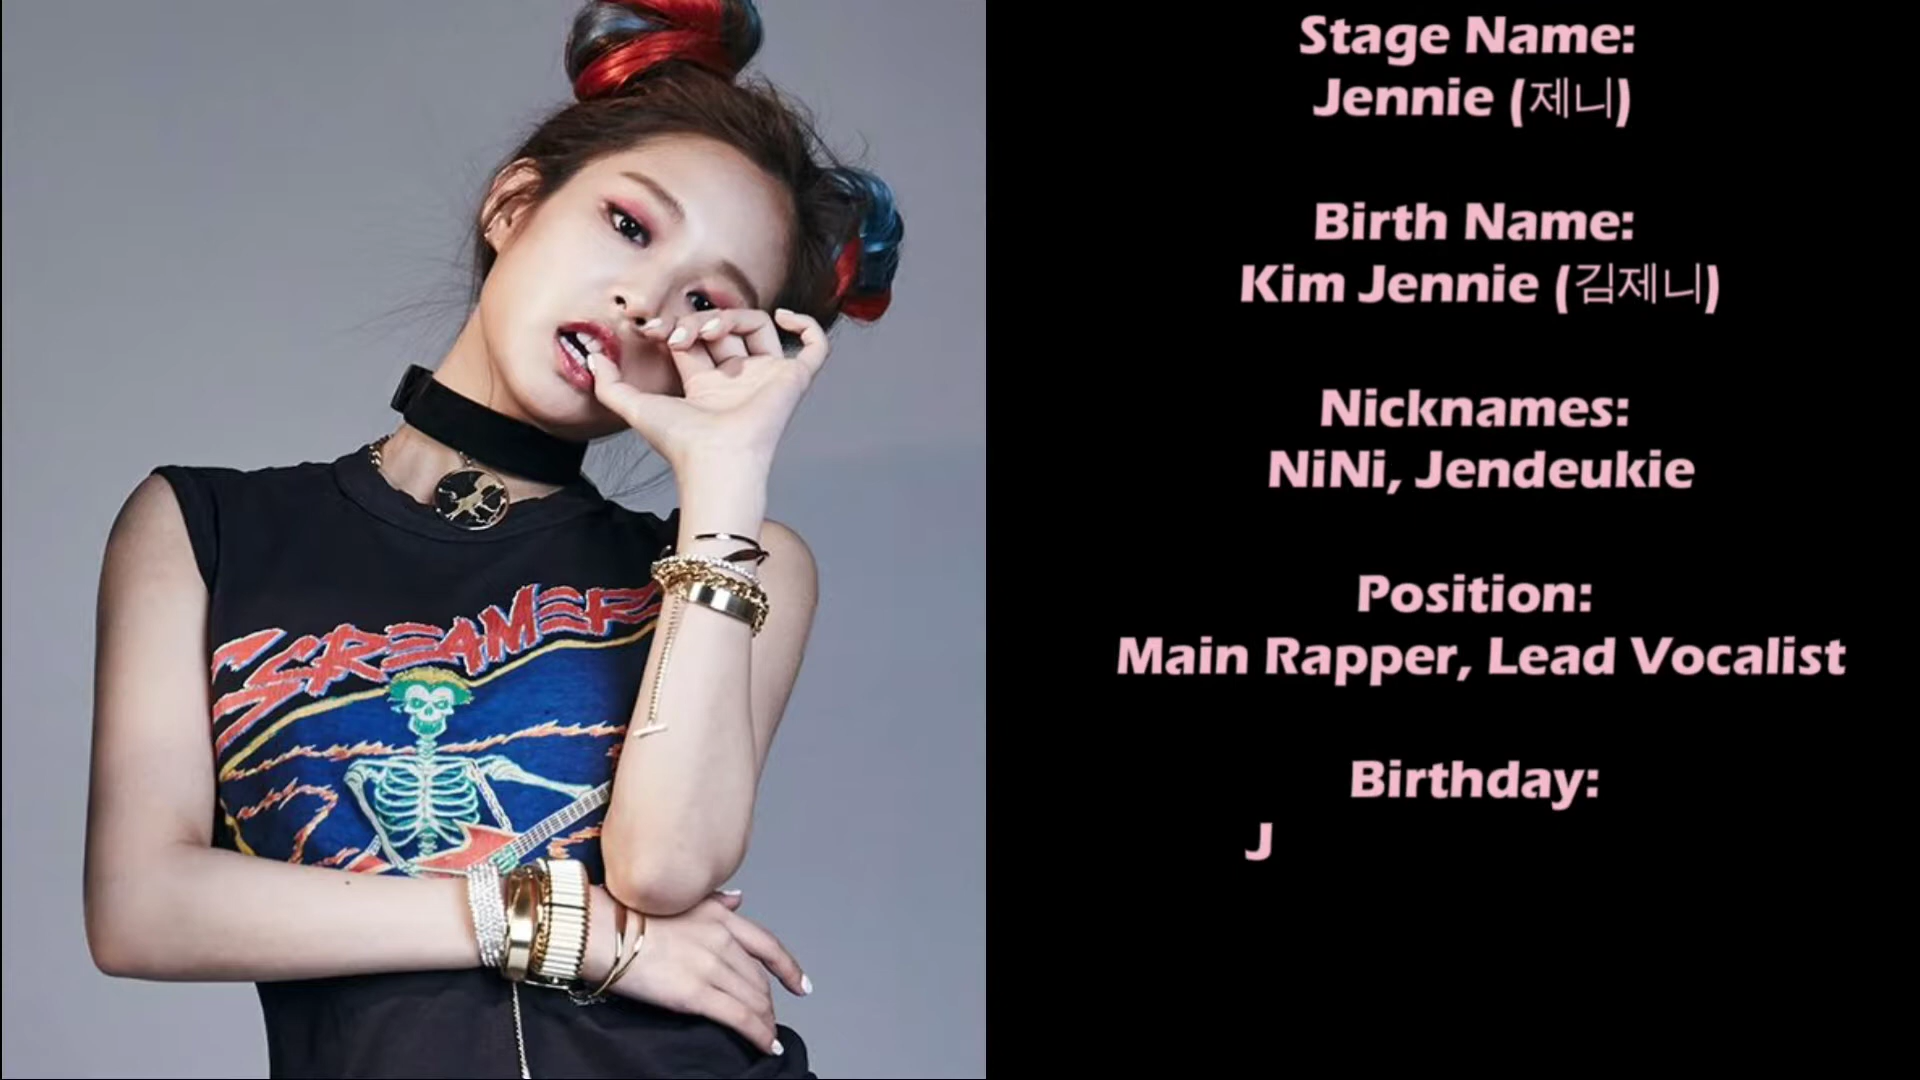 Stage Name:
Jennie (제니)
Birth Name:
Kim Jennie (김제니)
Nicknames:
NiNi, Jendeukie
Position:
Main Rapper, Lead Vocalist
Birthday:
J
SCREAMER